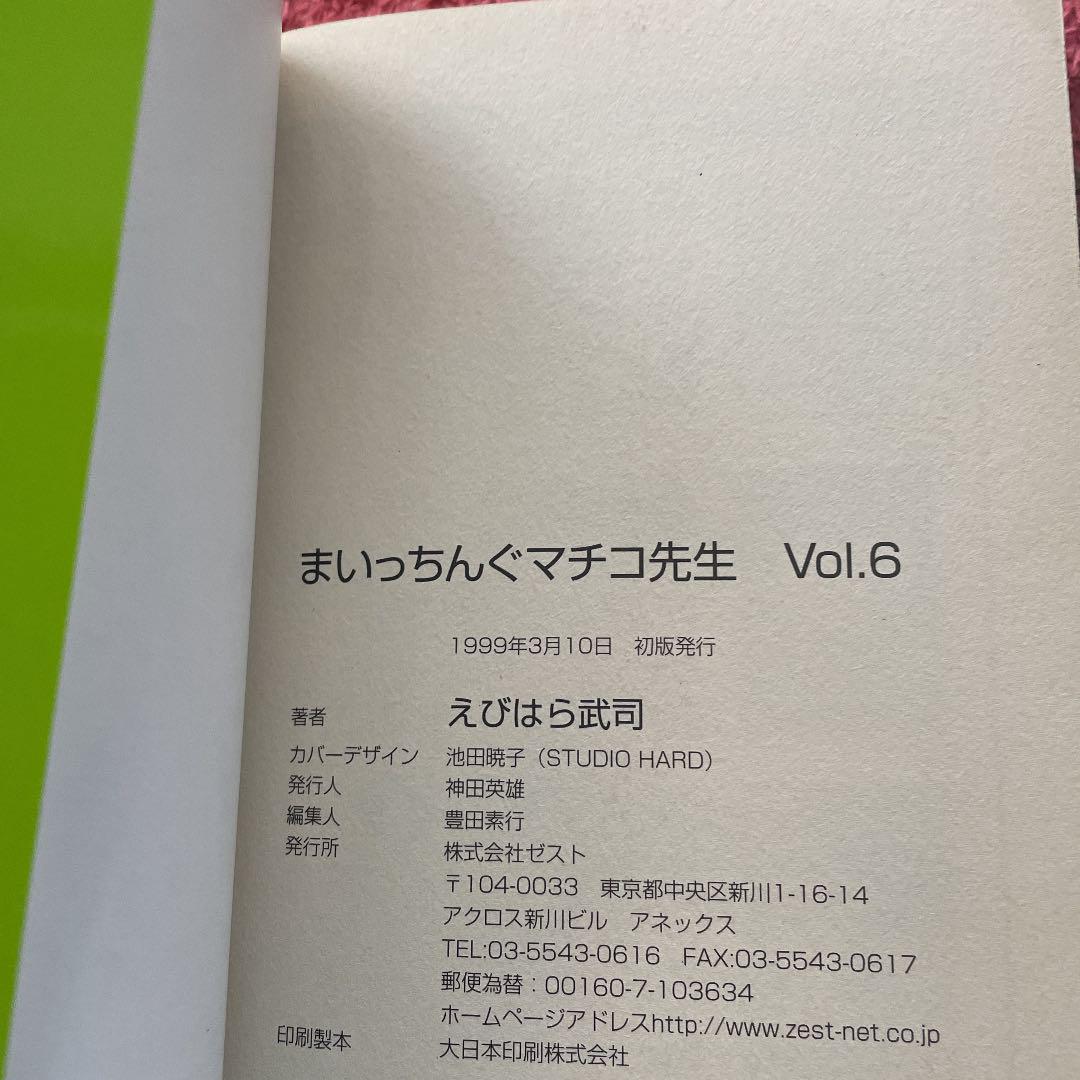 まいっちんぐマチコ先生　Vol.6
1999年3月10日　初版発行
著者　えびはら武司
カバーデザイン　池田暁子（STUDIO HARD）
発行人　神田英雄
編集人　豊田素行
発行所　株式会社ゼスト
〒104-0033　東京都中央区新川1-16-14
アクロス新川ビル　アネックス
TEL:03-5543-0616　FAX:03-5543-0617
郵便為替：00160-7-103634
ホームページアドレスhttp://www.zest-net.co.jp
印刷製本　大日本印刷株式会社